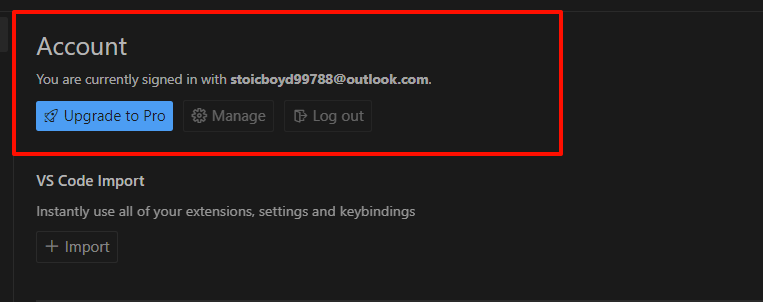 Account
You are currently signed in with stoicboyd99788@outlook.com.
Upgrade to Pro Manage Log out
VS Code Import
Instantly use all of your extensions, settings and keybindings
+ Import